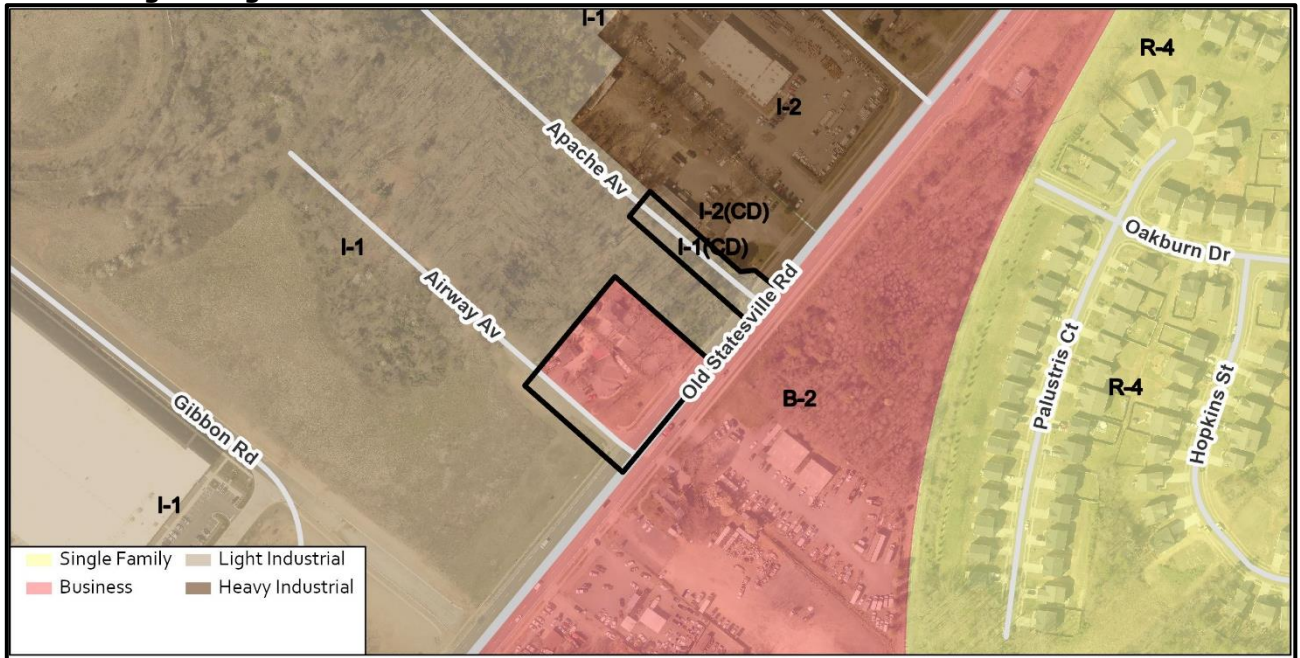 I-1
R-4
I-2
Apache Av
I-2(CD)
I-1(CD)
I-1
Oakburn Dr
Airway Av
Old Statesville Rd
Palustris Ct
R-4
B-2
Hopkins St
Gibbon Rd
I-1
Single Family
Light Industrial
Business
Heavy Industrial